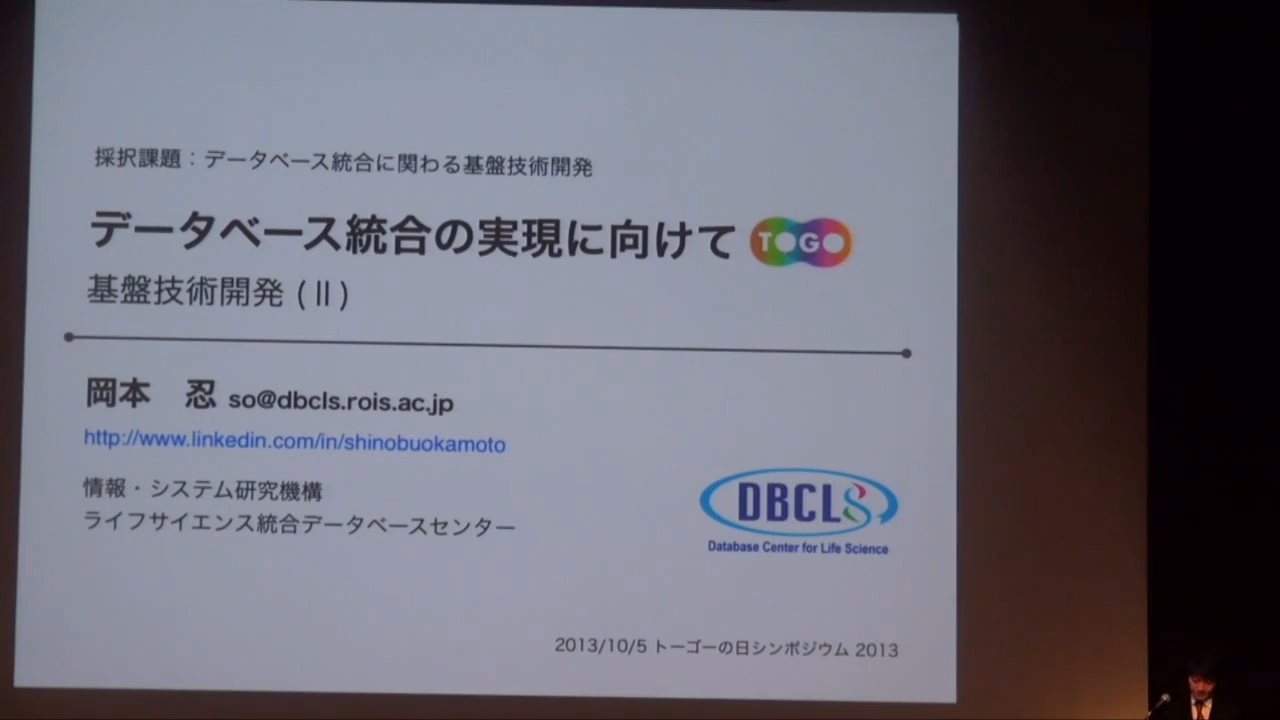 採択課題：データベース統合に関わる基盤技術開発
データベース統合の実現に向けて TOGO
基盤技術開発 (Ⅱ)
岡本　忍 so@dbcls.rois.ac.jp
http://www.linkedin.com/in/shinobuokamoto
情報・システム研究機構
ライフサイエンス統合データベースセンター
DBCLS
Database Center for Life Science
2013/10/5 トーゴーの日シンポジウム 2013